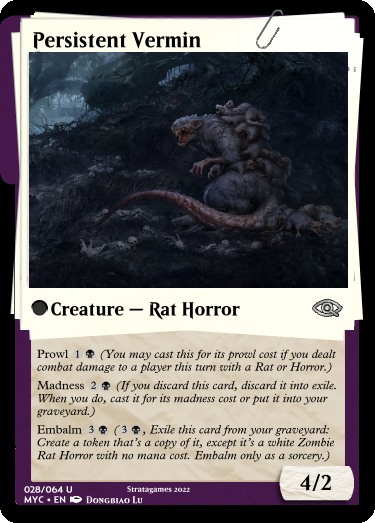 Persistent Vermin
Creature — Rat Horror
Prowl 1 (You may cast this for its prowl cost if you dealt
combat damage to a player this turn with a Rat or Horror.)
Madness 2 (If you discard this card, discard it into exile.
When you do, cast it for its madness cost or put it into your
graveyard.)
Embalm 3 ( 3 , Exile this card from your graveyard:
Create a token that's a copy of it, except it's a white Zombie
Rat Horror with no mana cost. Embalm only as a sorcery.)
4/2
028/064 U
Stratagames 2022
MYC • EN Dongbiao Lu